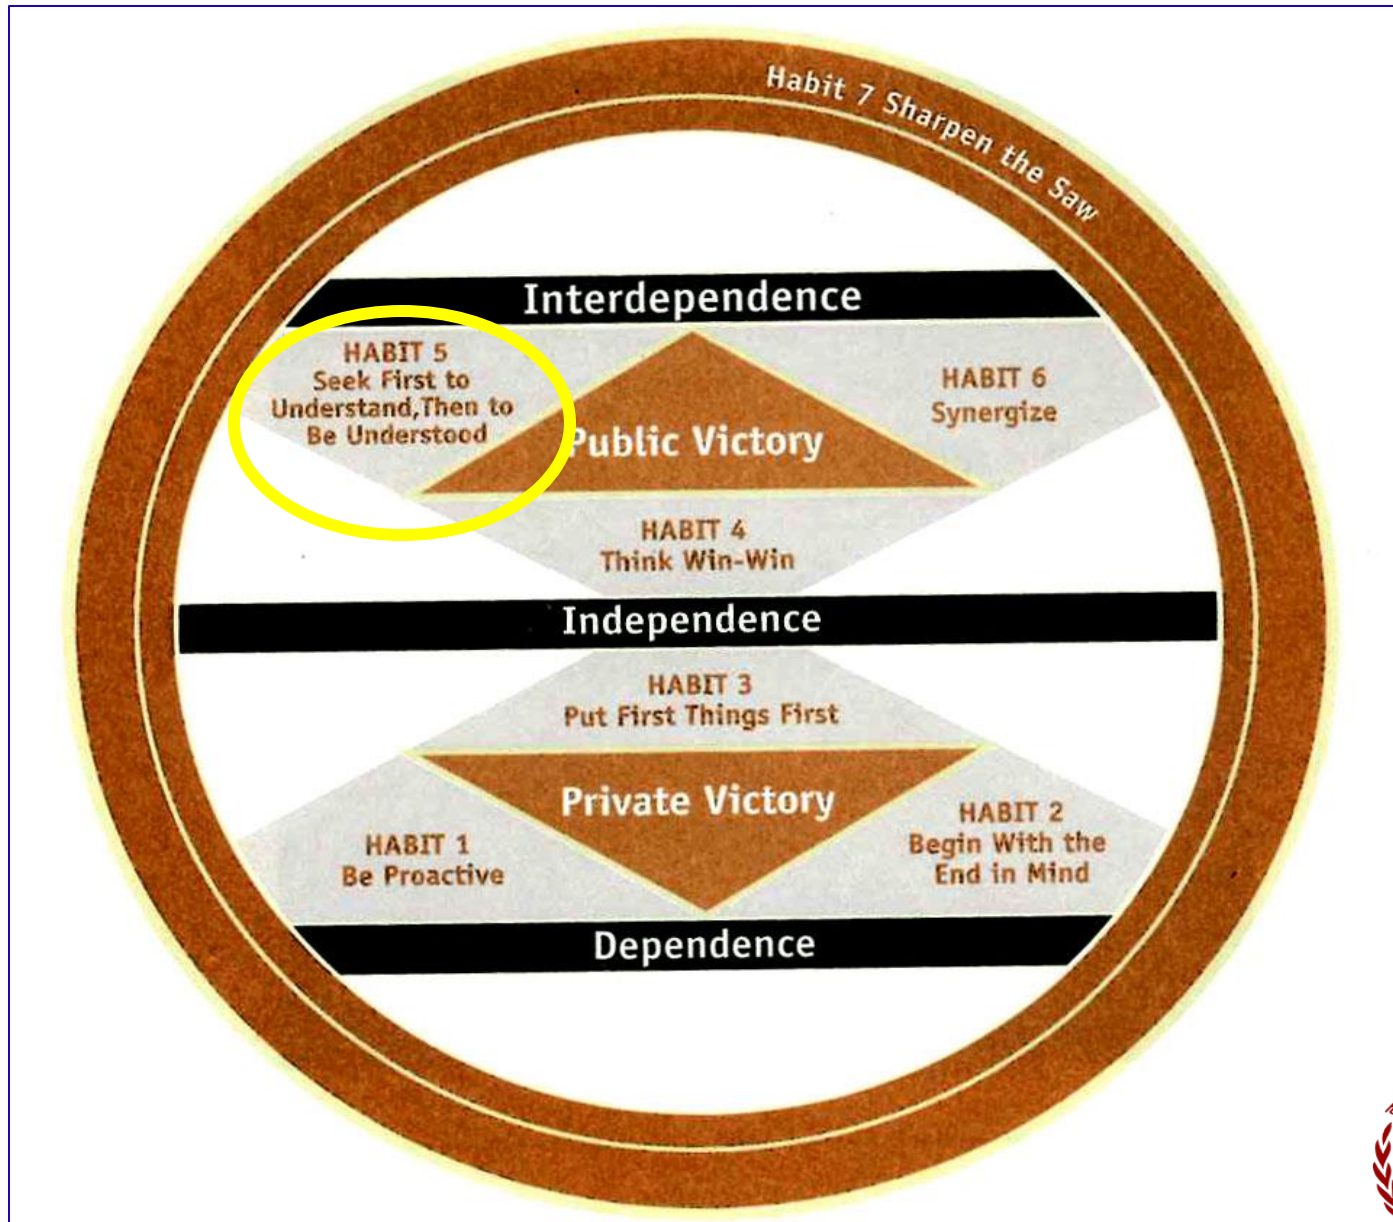 Habit 7 Sharpen the Saw
Interdependence
HABIT 5
Seek First to
Understand,Then to
Be Understood
Public Victory
HABIT 6
Synergize
HABIT 4
Think Win-Win
Independence
HABIT 3
Put First Things First
Private Victory
HABIT 1
Be Proactive
HABIT 2
Begin With the
End in Mind
Dependence